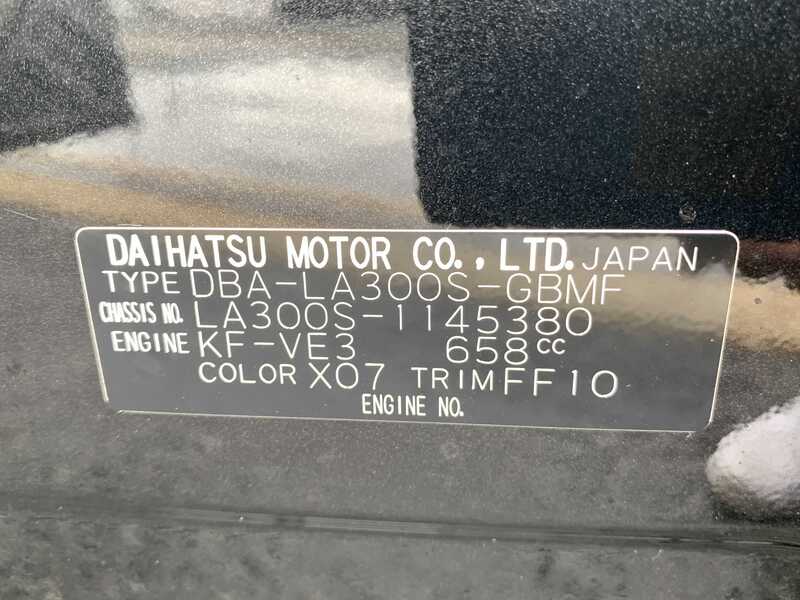 DAIHATSU MOTOR CO., LTD. JAPAN
TYPE DBA-LA300S-GBMF
CHASSIS NO. LA300S-1145380
ENGINE KF-VE3 658cc
COLOR X07 TRIM FF10
ENGINE NO.